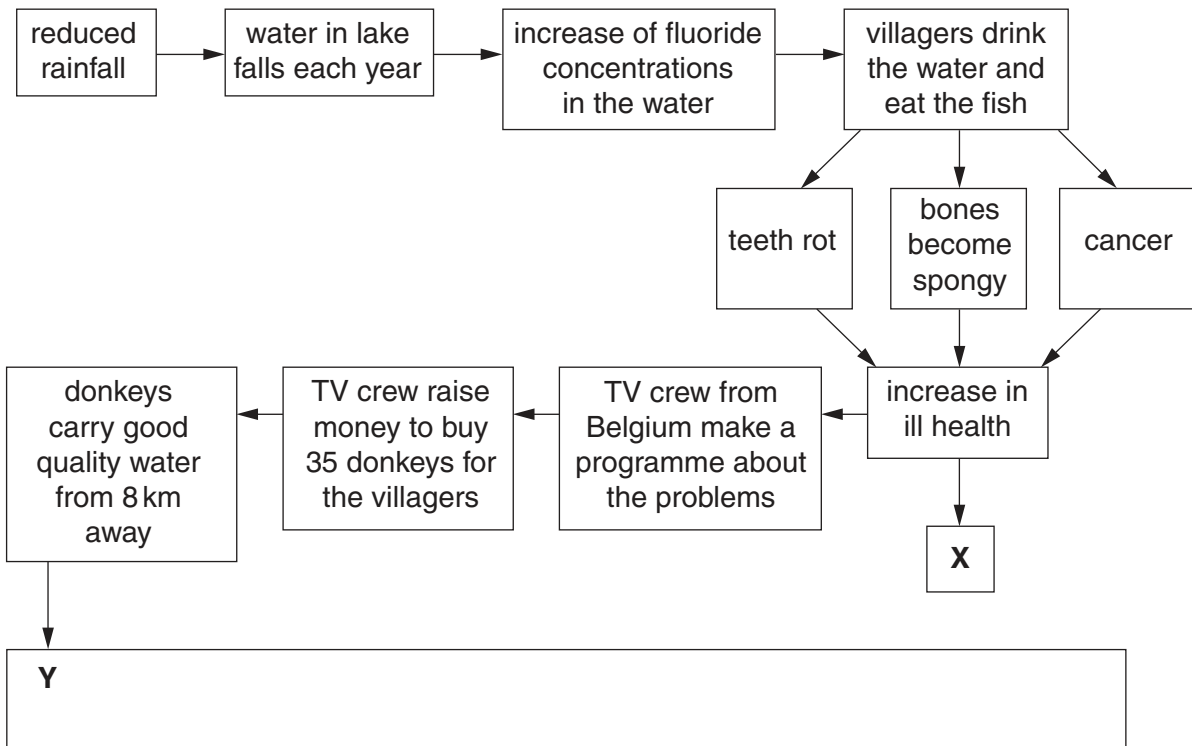 reduced
rainfall
water in lake
falls each year
increase of fluoride
concentrations
in the water
villagers drink
the water and
eat the fish
teeth rot
bones
become
spongy
cancer
increase in
ill health
TV crew from
Belgium make a
programme about
the problems
TV crew raise
money to buy
35 donkeys for
the villagers
donkeys
carry good
quality water
from 8 km
away
X
Y